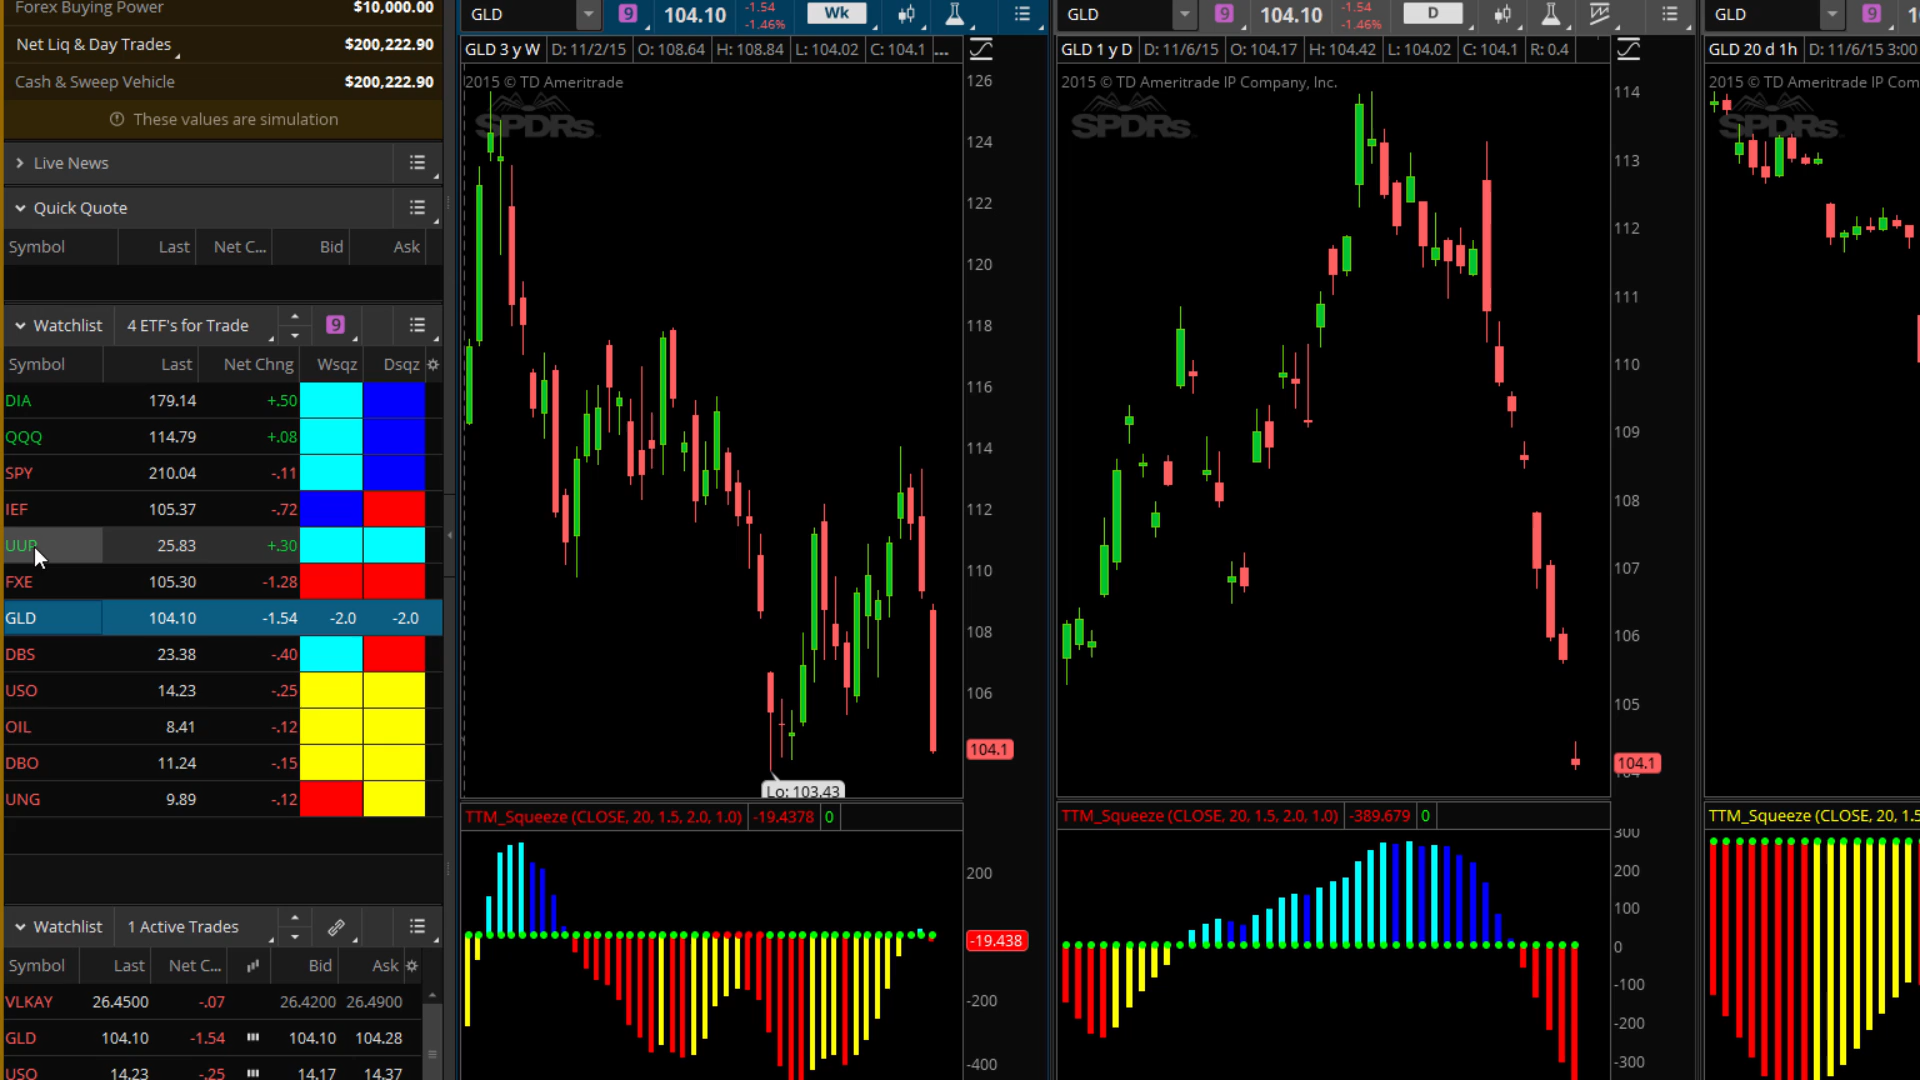 Forex Buying Power $10,000.00
Net Liq & Day Trades $200,222.90
Cash & Sweep Vehicle $200,222.90
These values are simulation
Live News
Quick Quote
Symbol Last Net C... Bid Ask
Watchlist 4 ETF's for Trade 9
Symbol Last Net Chng Wsqz Dsqz
DIA 179.14 +.50
QQQ 114.79 +.08
SPY 210.04 -.11
IEF 105.37 -.72
UUP 25.83 +.30
FXE 105.30 -1.28
GLD 104.10 -1.54 -2.0 -2.0
DBS 23.38 -.40
USO 14.23 -.25
OIL 8.41 -.12
DBO 11.24 -.15
UNG 9.89 -.12
Watchlist 1 Active Trades
Symbol Last Net C... Bid Ask
VLKAY 26.4500 -.07 26.4200 26.4900
GLD 104.10 -1.54 104.10 104.28
USO 14.23 -.25 14.17 14.37
GLD 9 104.10 -1.54 -1.46% Wk
GLD 3 y W D: 11/2/15 O: 108.64 H: 108.84 L: 104.02 C: 104.1 ...
2015 © TD Ameritrade
SPDRs
126
124
122
120
118
116
114
112
110
108
106
104.1
Lo: 103.43
TTM_Squeeze (CLOSE, 20, 1.5, 2.0, 1.0) -19.4378 0
200
-19.438
-200
-400
GLD 9 104.10 -1.54 -1.46% D
GLD 1 y D D: 11/6/15 O: 104.17 H: 104.42 L: 104.02 C: 104.1 R: 0.4
2015 © TD Ameritrade IP Company, Inc.
SPDRs
114
113
112
111
110
109
108
107
106
105
104.1
TTM_Squeeze (CLOSE, 20, 1.5, 2.0, 1.0) -389.679 0
300
200
100
0
-100
-200
-300
GLD 9
GLD 20 d 1h D: 11/6/15 3:00
2015 © TD Ameritrade IP Com
SPDRs
TTM_Squeeze (CLOSE, 20, 1.5